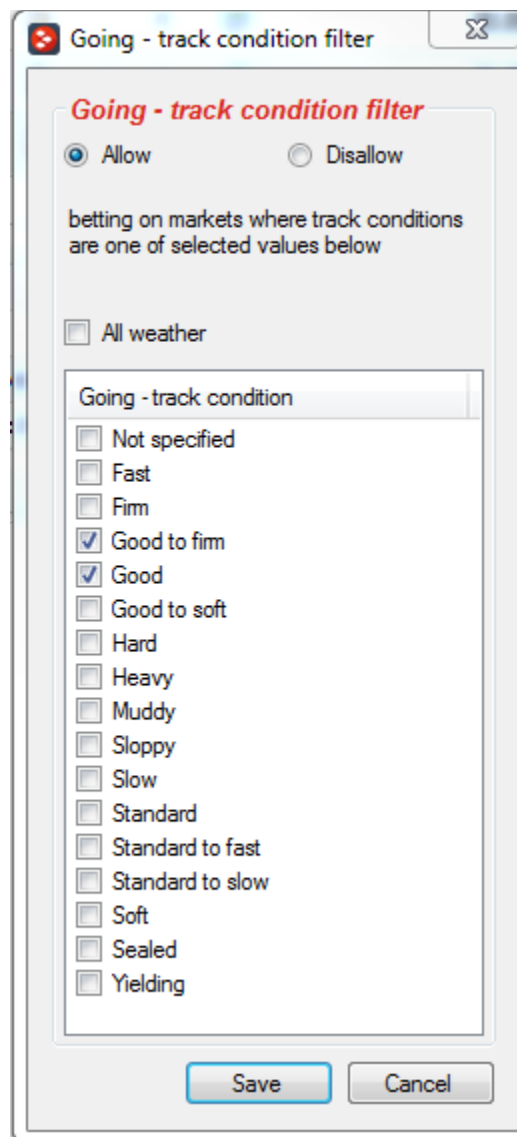 Going - track condition filter
Going - track condition filter
Allow
Disallow
betting on markets where track conditions
are one of selected values below
All weather
Going - track condition
Not specified
Fast
Firm
Good to firm
Good
Good to soft
Hard
Heavy
Muddy
Sloppy
Slow
Standard
Standard to fast
Standard to slow
Soft
Sealed
Yielding
Save
Cancel